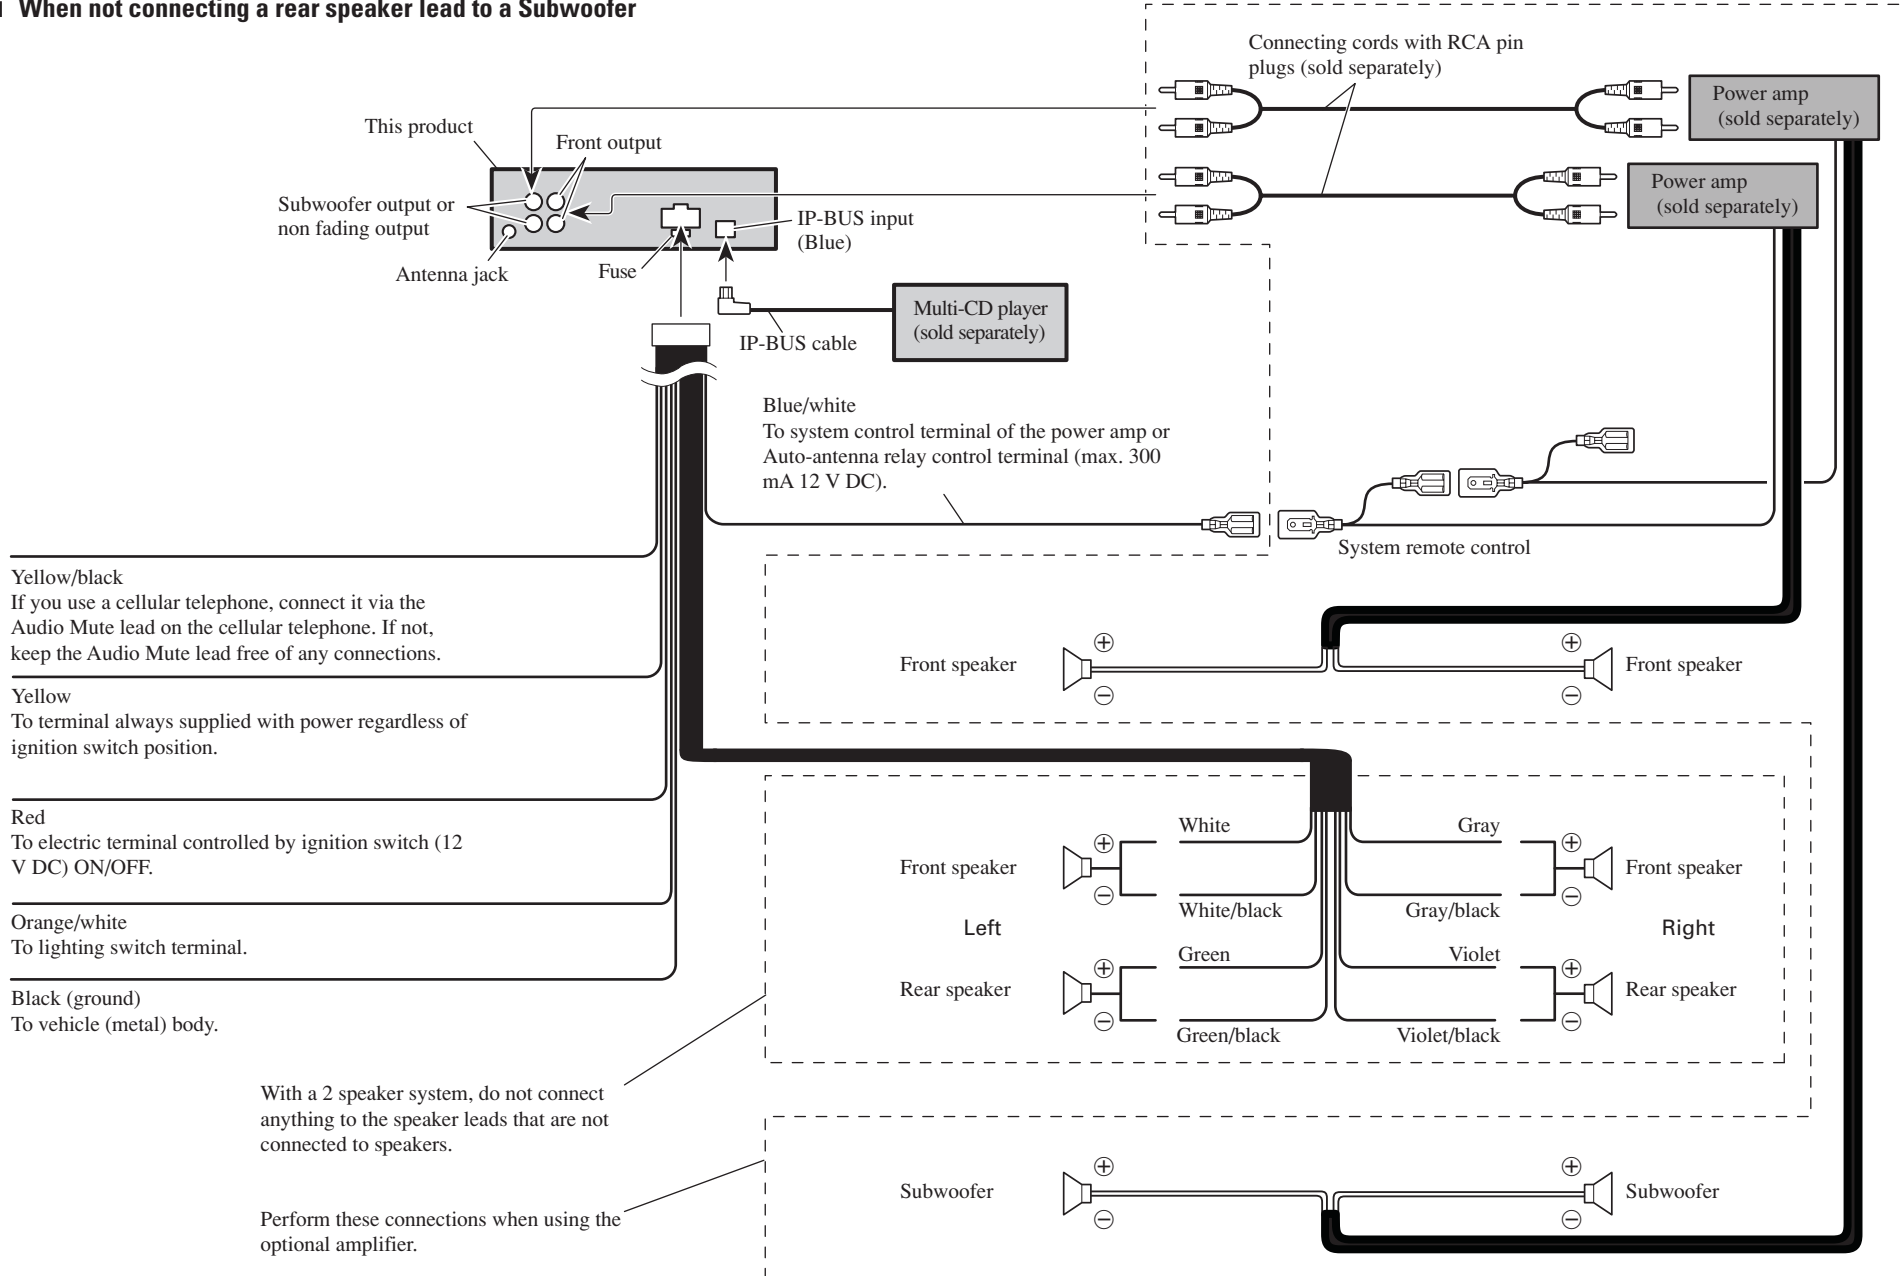 When not connecting a rear speaker lead to a Subwoofer
Connecting cords with RCA pin
plugs (sold separately)
Power amp
(sold separately)
This product
Front output
Power amp
(sold separately)
Subwoofer output or
non fading output
IP-BUS input
(Blue)
Antenna jack
Fuse
Multi-CD player
(sold separately)
IP-BUS cable
Blue/white
To system control terminal of the power amp or
Auto-antenna relay control terminal (max. 300
mA 12 V DC).
System remote control
Yellow/black
If you use a cellular telephone, connect it via the
Audio Mute lead on the cellular telephone. If not,
keep the Audio Mute lead free of any connections.
Front speaker
⊕
⊖
⊕
⊖
Front speaker
Yellow
To terminal always supplied with power regardless of
ignition switch position.
Red
To electric terminal controlled by ignition switch (12
V DC) ON/OFF.
White
Gray
Front speaker
⊕
⊖
⊕
⊖
Front speaker
White/black
Gray/black
Left
Right
Orange/white
To lighting switch terminal.
Green
Violet
Rear speaker
⊕
⊖
⊕
⊖
Rear speaker
Green/black
Violet/black
Black (ground)
To vehicle (metal) body.
With a 2 speaker system, do not connect
anything to the speaker leads that are not
connected to speakers.
Subwoofer
⊕
⊖
⊕
⊖
Subwoofer
Perform these connections when using the
optional amplifier.